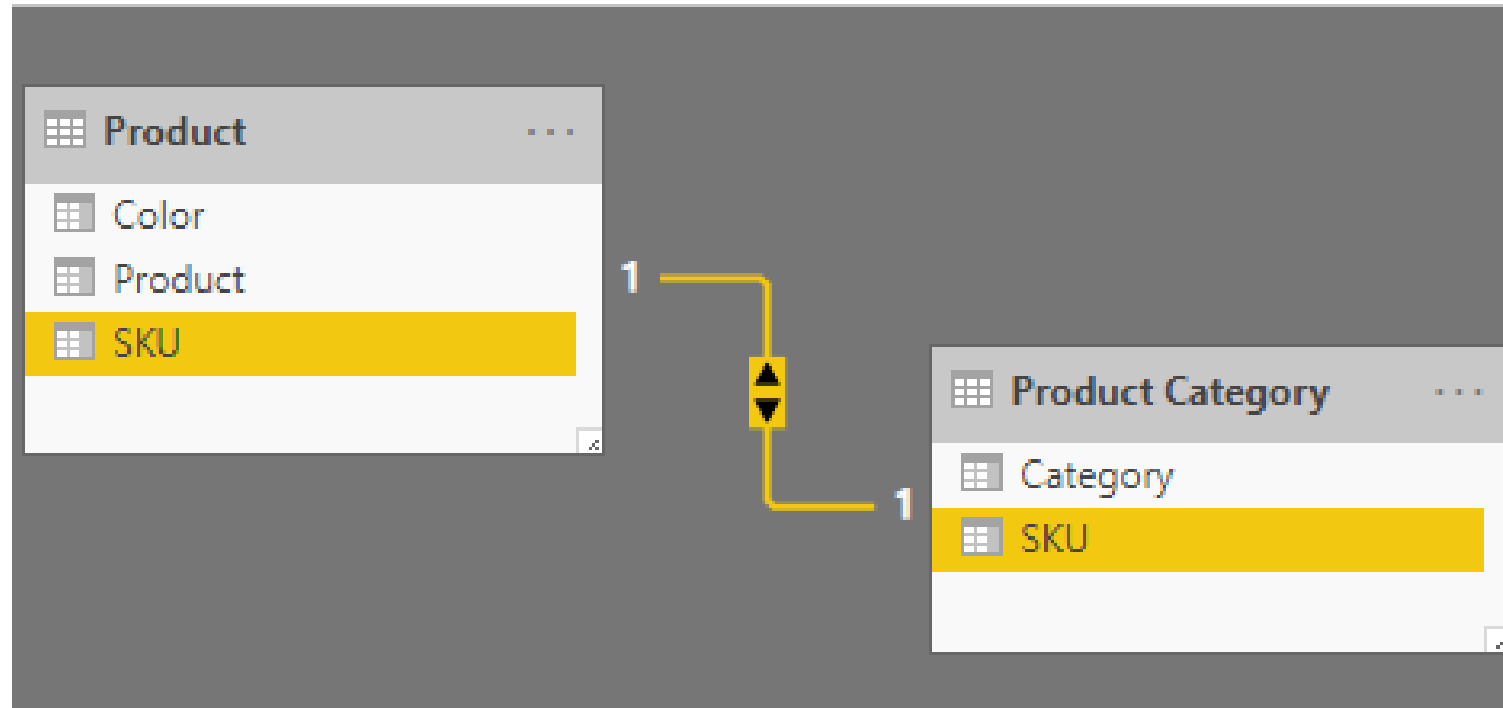 Product
Color
Product
SKU
1
1
Product Category
Category
SKU